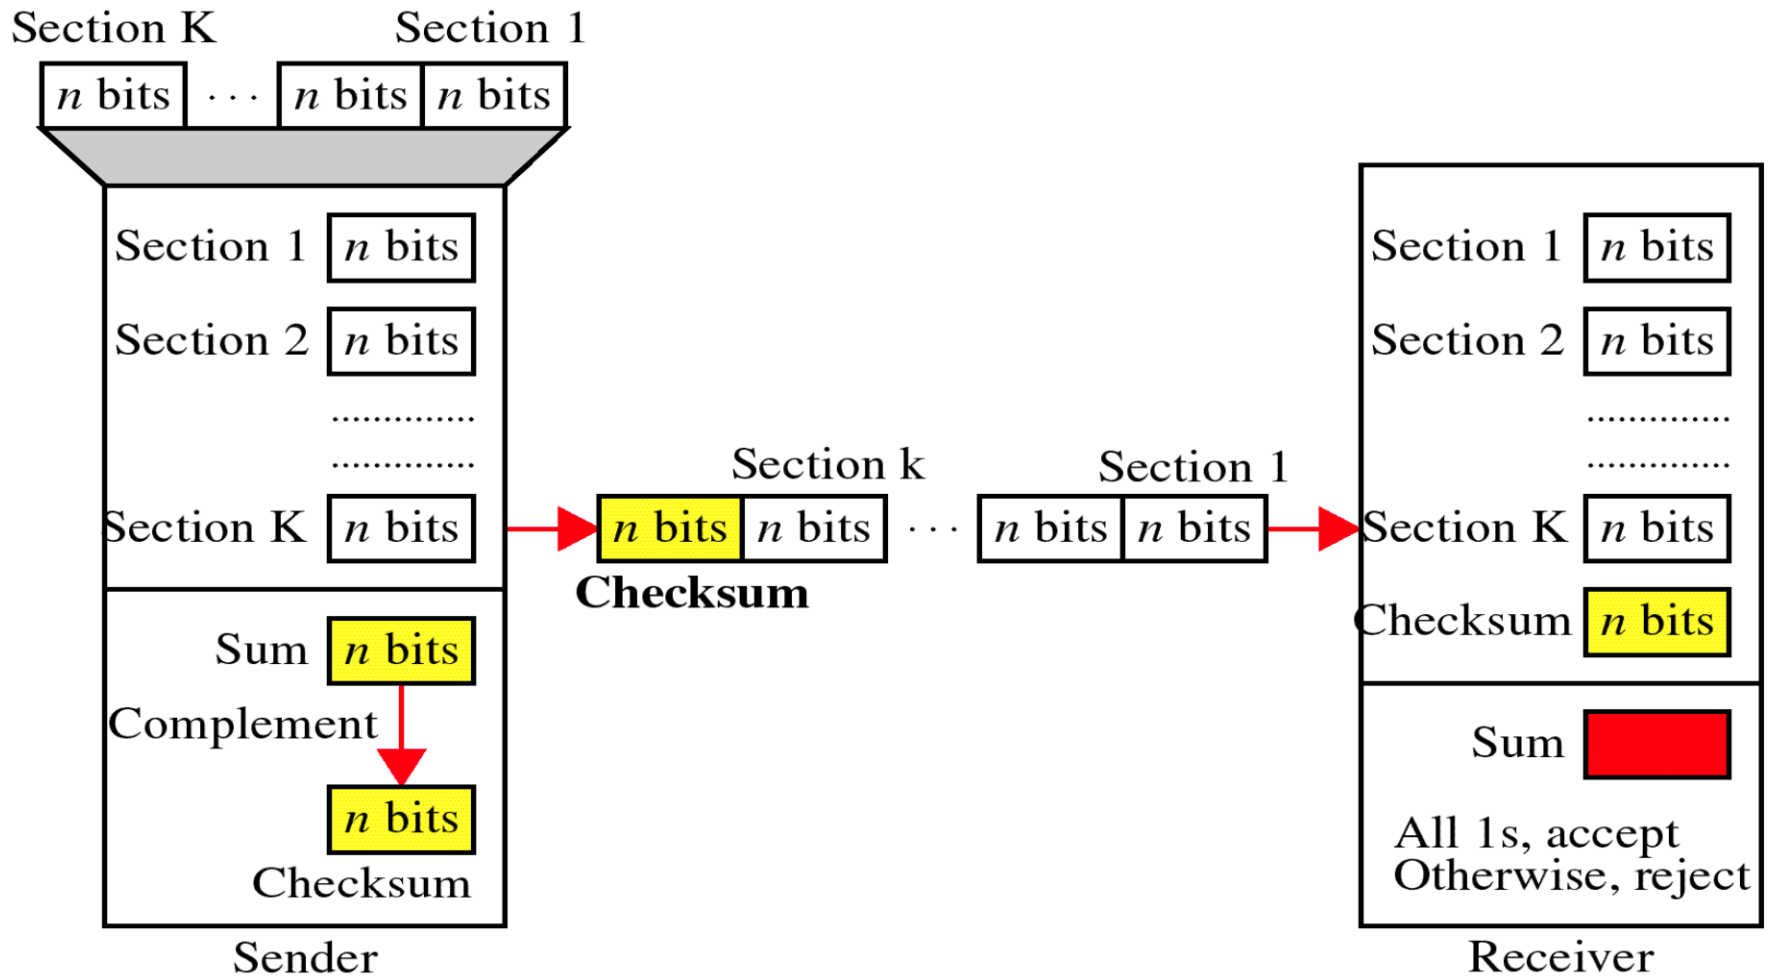 Section K Section 1
n bits ... n bits n bits
Section 1 n bits
Section 2 n bits
..............
..............
Section K n bits
Sum n bits
Complement
n bits
Checksum
Sender
Section k Section 1
n bits n bits ... n bits n bits
Checksum
Section 1 n bits
Section 2 n bits
..............
..............
Section K n bits
Checksum n bits
Sum
All 1s, accept
Otherwise, reject
Receiver